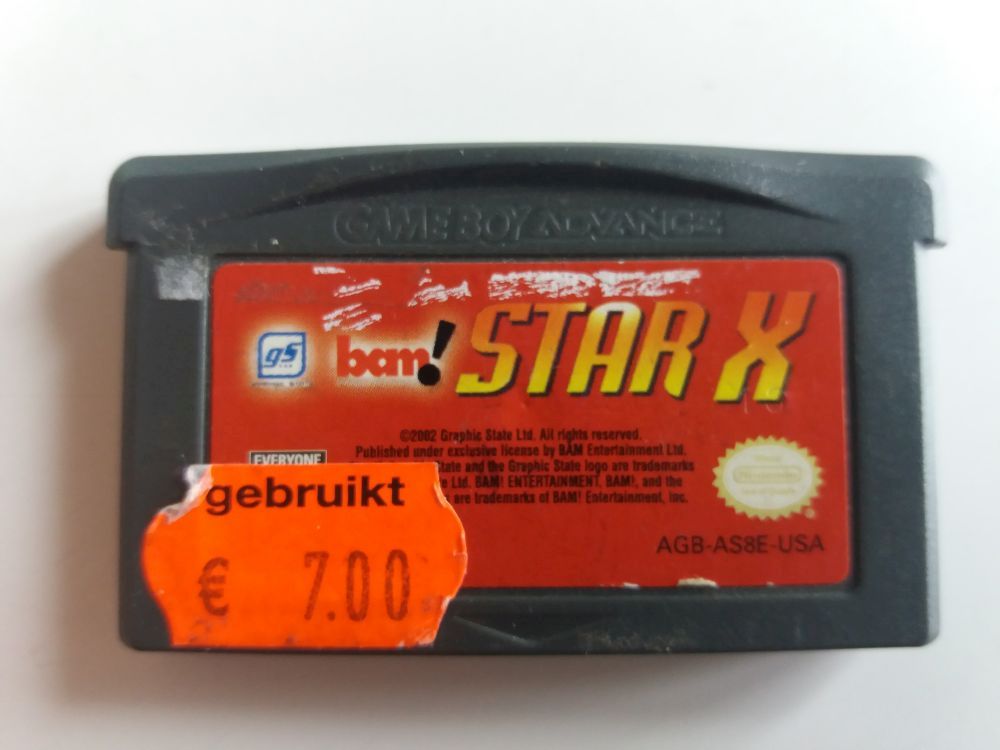 GAME BOY ADVANCE
gs
bam!
STAR X
©2002 Graphic State Ltd. All rights reserved.
Published under exclusive license by BAM Entertainment Ltd.
State and the Graphic State logo are trademarks
Ltd. BAM! ENTERTAINMENT, BAM!, and the
are trademarks of BAM! Entertainment, Inc.
EVERYONE
AGB-AS8E-USA
gebruikt
€ 7.00